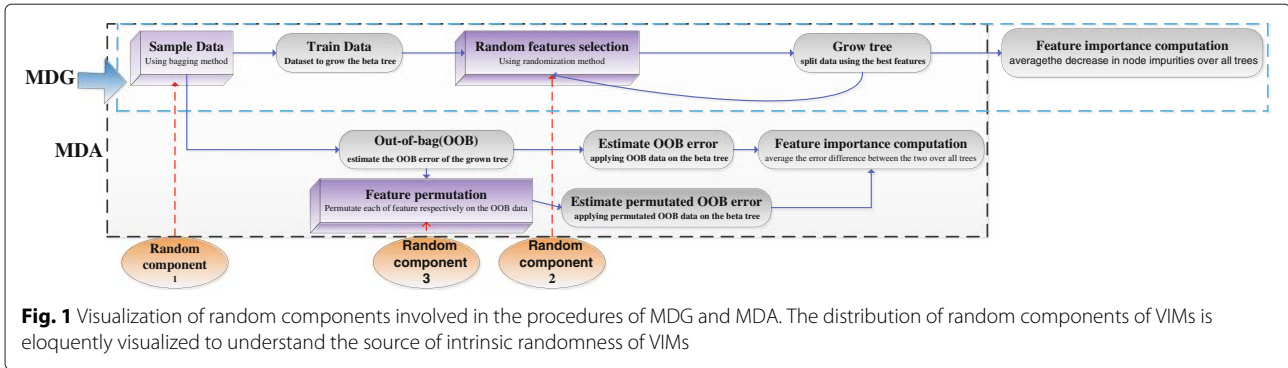 MDG
Sample Data
Using bagging method
Train Data
Dataset to grow the beta tree
Random features selection
Using randomization method
Grow tree
split data using the best features
Feature importance computation
averagethe decrease in node impurities over all trees
MDA
Out-of-bag(OOB)
estimate the OOB error of the grown tree
Estimate OOB error
applying OOB data on the beta tree
Feature importance computation
average the error difference between the two over all trees
Feature permutation
Permutate each of feature respectively on the OOB data
Estimate permutated OOB error
applying permutated OOB data on the beta tree
Random
component
1
Random
component
3
Random
component
2
Fig. 1 Visualization of random components involved in the procedures of MDG and MDA. The distribution of random components of VIMs is
eloquently visualized to understand the source of intrinsic randomness of VIMs